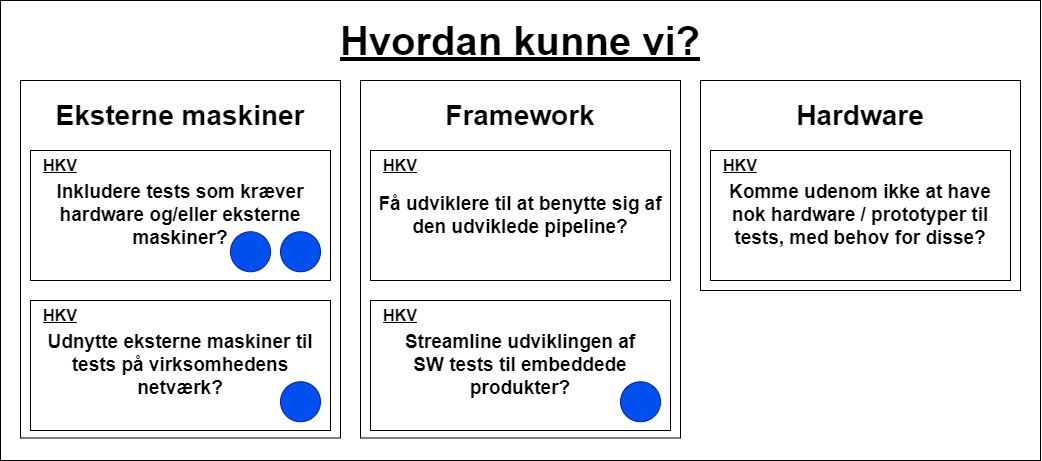 Hvordan kunne vi?
Eksterne maskiner
HKV
Inkludere tests som kræver
hardware og/eller eksterne
maskiner?
HKV
Udnytte eksterne maskiner til
tests på virksomhedens
netværk?
Framework
HKV
Få udviklere til at benytte sig af
den udviklede pipeline?
HKV
Streamline udviklingen af
SW tests til embeddede
produkter?
Hardware
HKV
Komme udenom ikke at have
nok hardware / prototyper til
tests, med behov for disse?